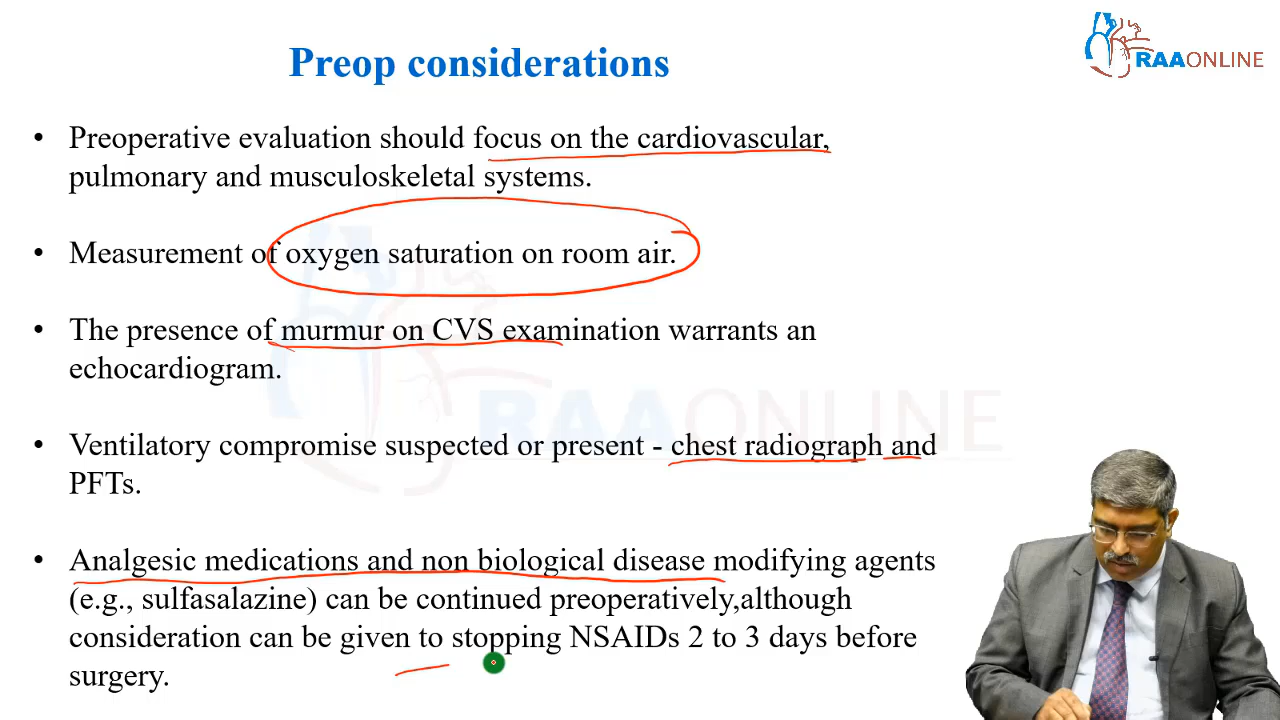 RAAONLINE
Preop considerations
• Preoperative evaluation should focus on the cardiovascular,
pulmonary and musculoskeletal systems.
• Measurement of oxygen saturation on room air.
• The presence of murmur on CVS examination warrants an
echocardiogram.
RAAONLINE
• Ventilatory compromise suspected or present - chest radiograph and
PFTs.
• Analgesic medications and non biological disease modifying agents
(e.g., sulfasalazine) can be continued preoperatively,although
consideration can be given to stopping NSAIDs 2 to 3 days before
surgery.